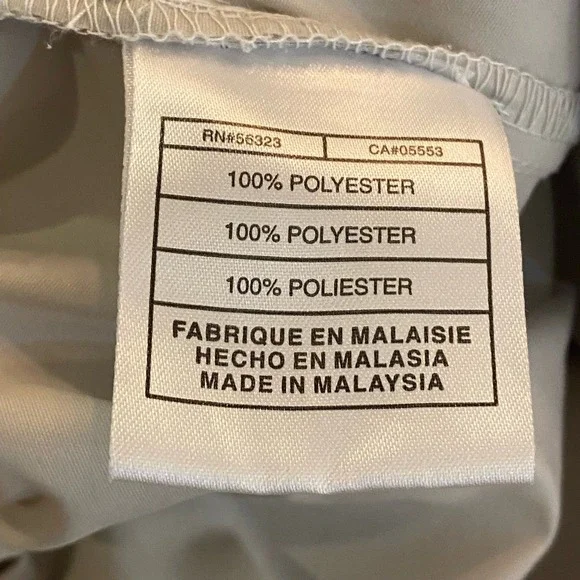 RN#56323 CA#05553
100% POLYESTER
100% POLYESTER
100% POLIESTER
FABRIQUE EN MALAISIE
HECHO EN MALASIA
MADE IN MALAYSIA